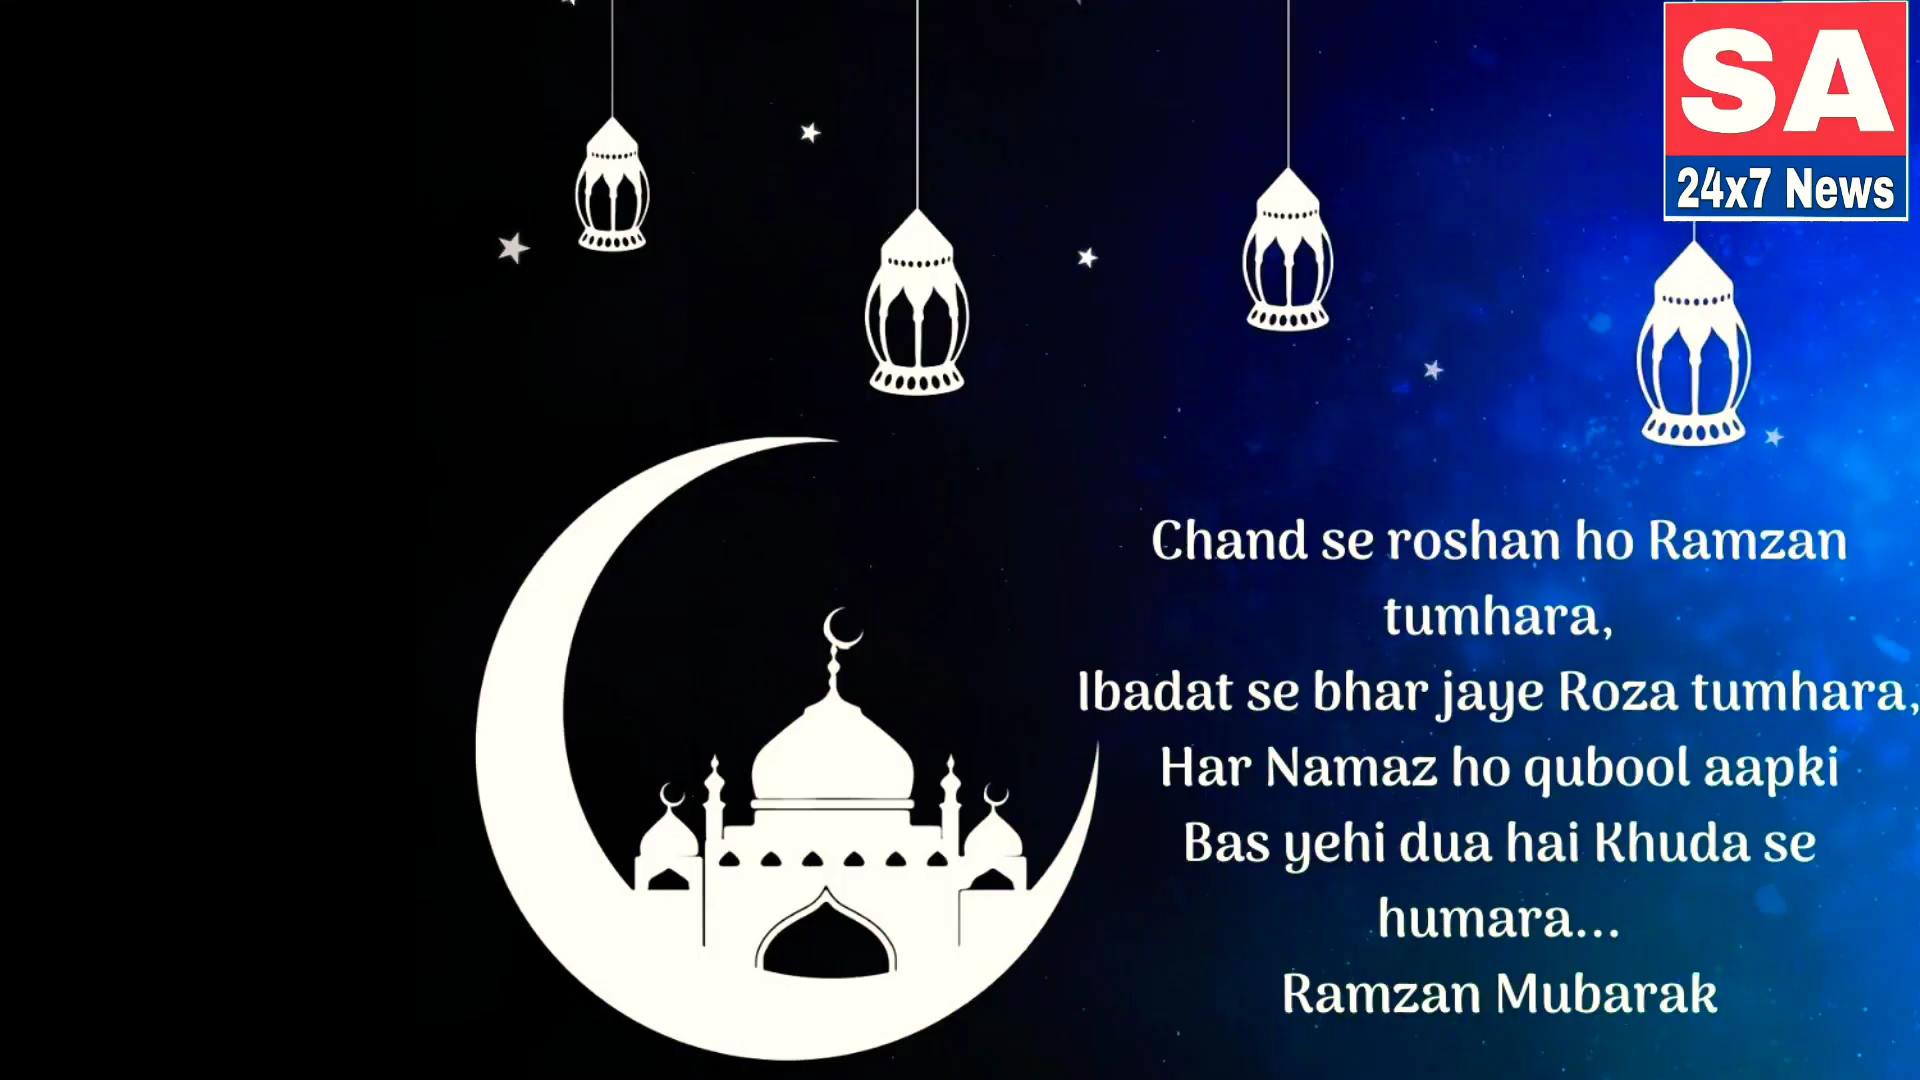 SA
24x7 News
Chand se roshan ho Ramzan
tumhara,
Ibadat se bhar jaye Roza tumhara,
Har Namaz ho qubool aapki
Bas yehi dua hai Khuda se
humara...
Ramzan Mubarak